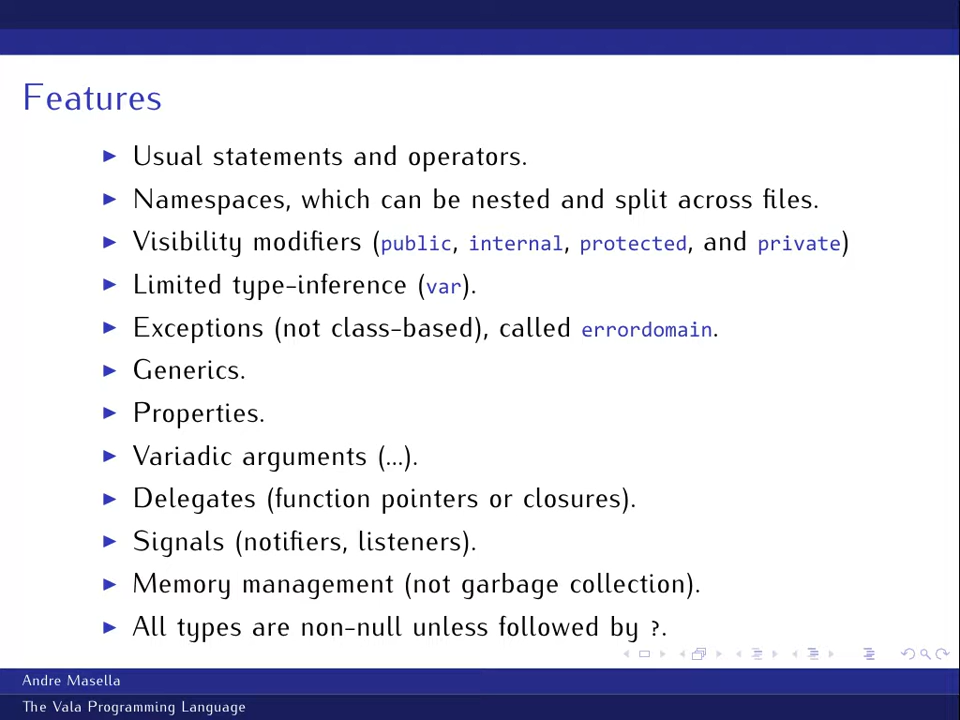 Features
Usual statements and operators.
Namespaces, which can be nested and split across files.
Visibility modifiers (public, internal, protected, and private)
Limited type-inference (var).
Exceptions (not class-based), called errordomain.
Generics.
Properties.
Variadic arguments (...).
Delegates (function pointers or closures).
Signals (notifiers, listeners).
Memory management (not garbage collection).
All types are non-null unless followed by ?.
Andre Masella
The Vala Programming Language